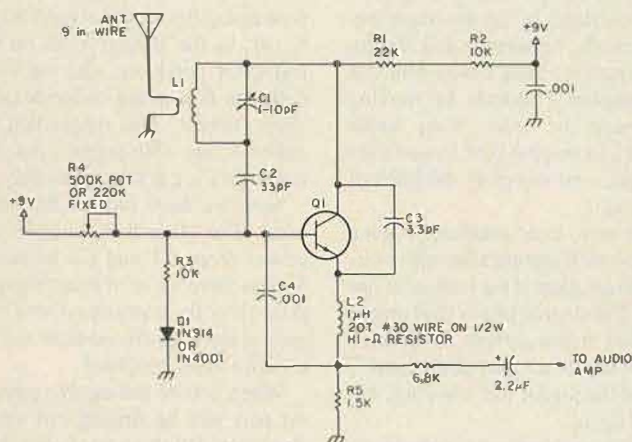 ANT
9 in. WIRE
L1
C1
1-10pF
C2
33pF
R1
22K
R2
10K
+9V
.001
R4
500K POT
OR 220K
FIXED
+9V
Q1
C3
3.3pF
R3
10K
C4
.001
D1
1N914
OR
1N4001
L2
1μH
20T #30 WIRE ON 1/2W
HI-Ω RESISTOR
6.8K
+
2.2μF
TO AUDIO
AMP
R5
1.5K